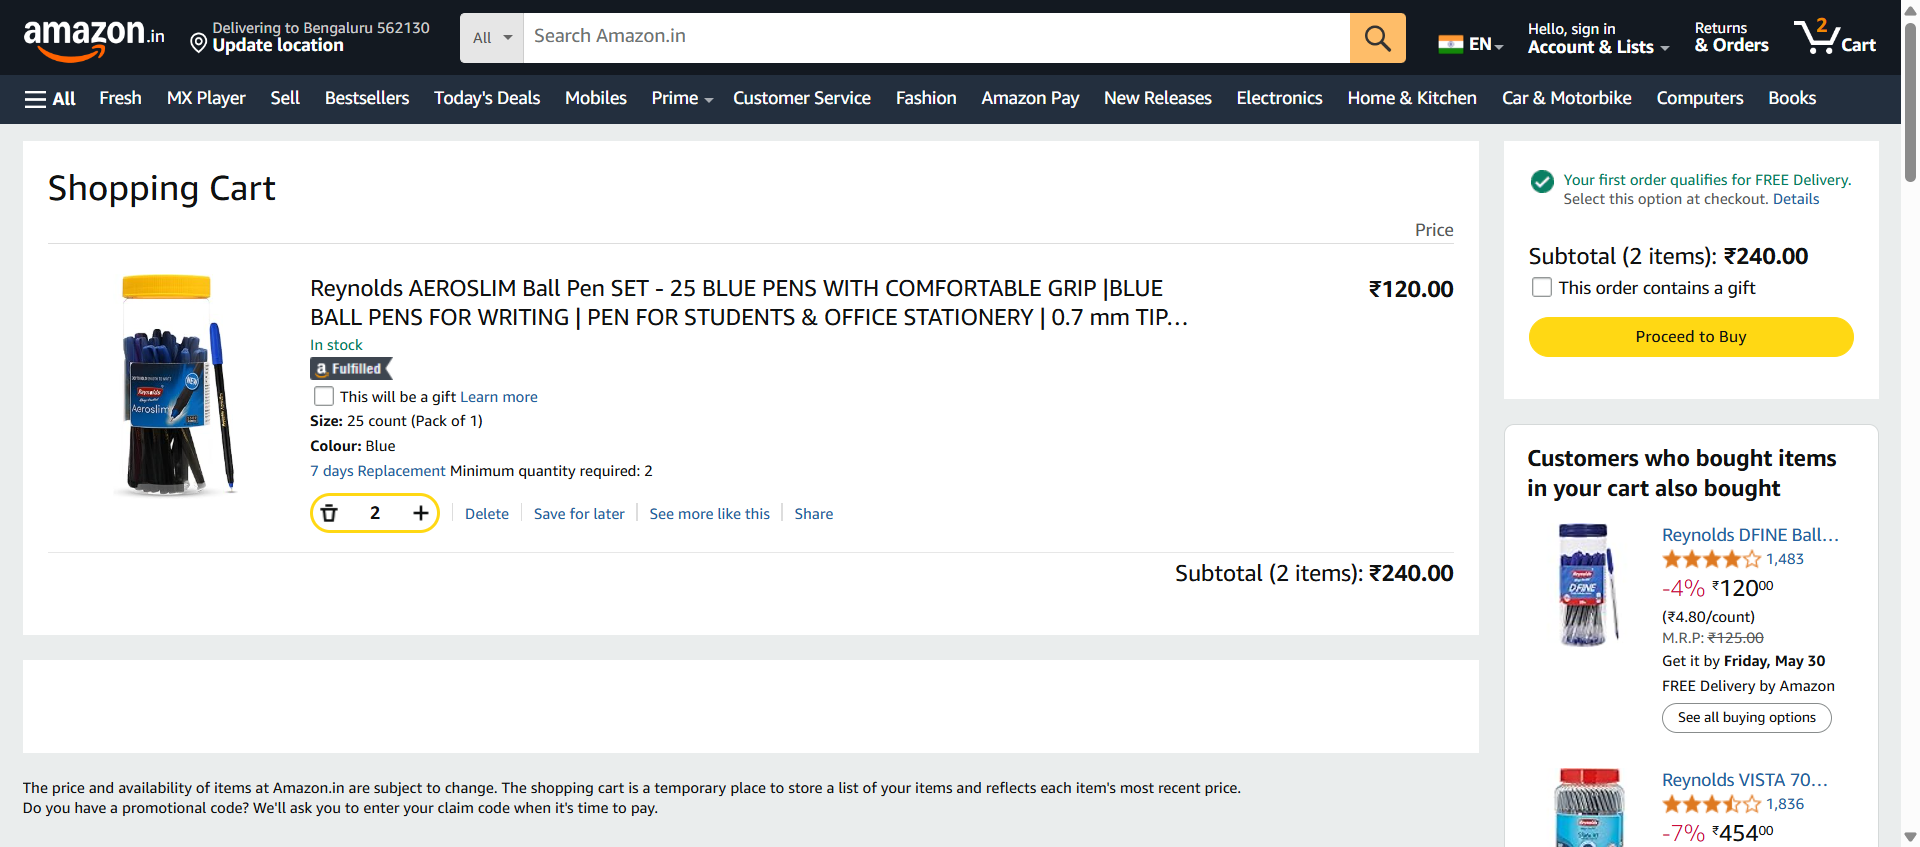 amazon.in
Delivering to Bengaluru 562130
Update location
All
Search Amazon.in
EN
Hello, sign in
Account & Lists
Returns
& Orders
2
Cart
All
Fresh
MX Player
Sell
Bestsellers
Today's Deals
Mobiles
Prime
Customer Service
Fashion
Amazon Pay
New Releases
Electronics
Home & Kitchen
Car & Motorbike
Computers
Books
Shopping Cart
Price
Reynolds AEROSLIM Ball Pen SET - 25 BLUE PENS WITH COMFORTABLE GRIP |BLUE
BALL PENS FOR WRITING | PEN FOR STUDENTS & OFFICE STATIONERY | 0.7 mm TIP…
₹120.00
In stock
a Fulfilled
This will be a gift Learn more
Size: 25 count (Pack of 1)
Colour: Blue
7 days Replacement Minimum quantity required: 2
2
Delete
Save for later
See more like this
Share
Reynolds
Aeroslim
NEW
Subtotal (2 items): ₹240.00
The price and availability of items at Amazon.in are subject to change. The shopping cart is a temporary place to store a list of your items and reflects each item's most recent price.
Do you have a promotional code? We'll ask you to enter your claim code when it's time to pay.
Your first order qualifies for FREE Delivery.
Select this option at checkout. Details
Subtotal (2 items): ₹240.00
This order contains a gift
Proceed to Buy
Customers who bought items
in your cart also bought
Reynolds
DFINE
Reynolds DFINE Ball…
1,483
-4% ₹12000
(₹4.80/count)
M.R.P: ₹125.00
Get it by Friday, May 30
FREE Delivery by Amazon
See all buying options
Reynolds VISTA 70…
1,836
-7% ₹45400